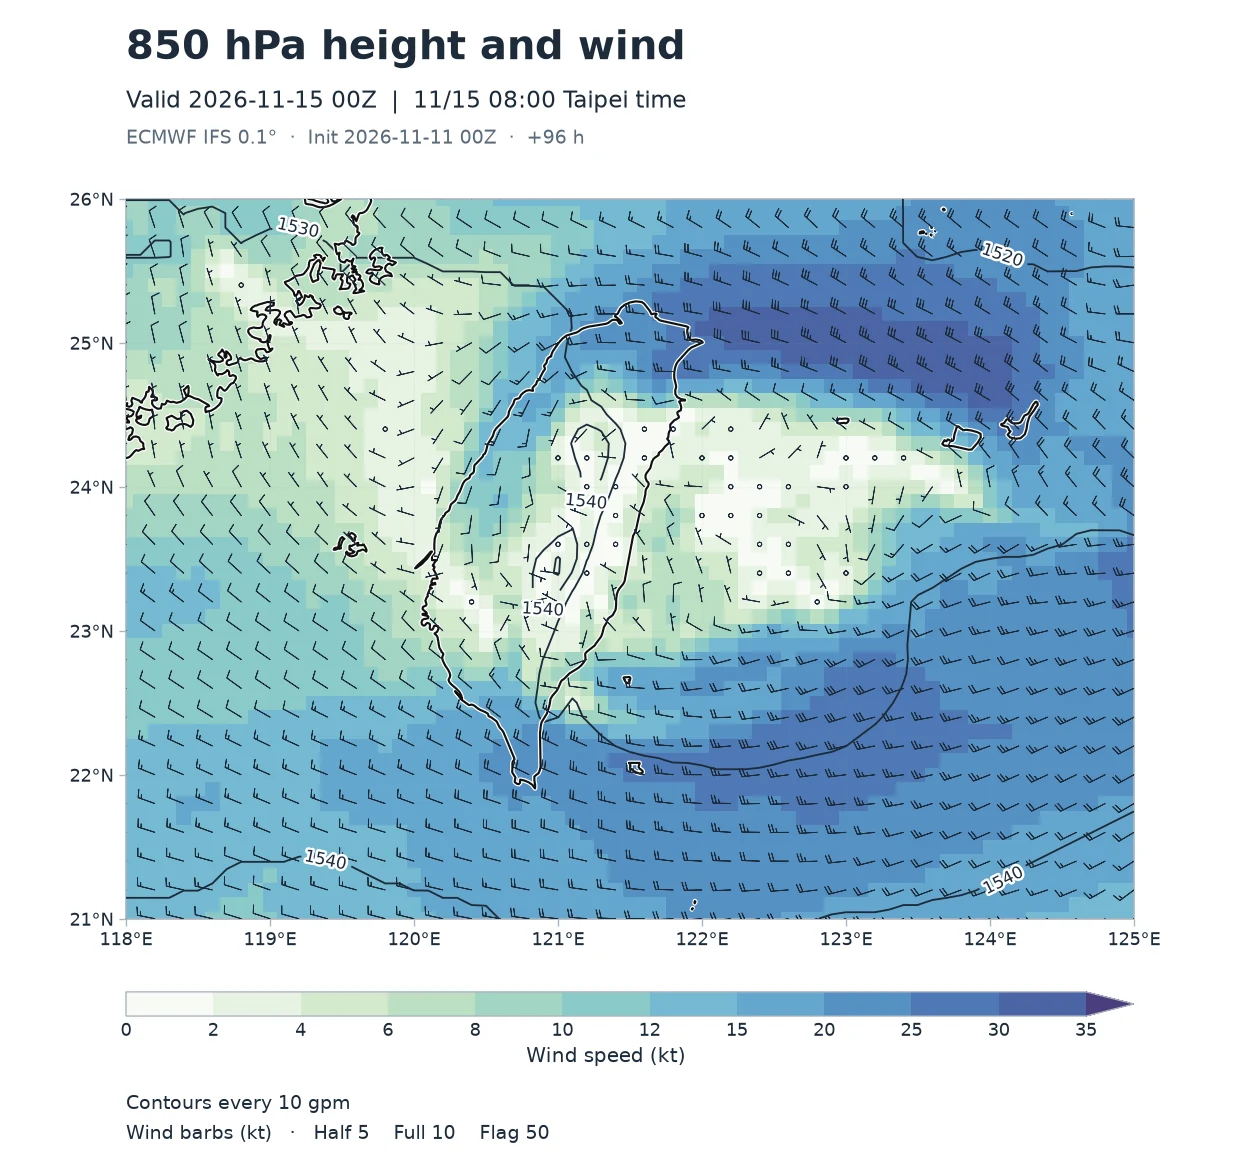 850 hPa height and wind
Valid 2026-11-15 00Z | 11/15 08:00 Taipei time
ECMWF IFS 0.1° · Init 2026-11-11 00Z · +96 h
26°N
1530
1520
25°N
24°N
1540
1540
23°N
22°N
1540
1540
21°N
118°E 119°E 120°E 121°E 122°E 123°E 124°E 125°E
0 2 4 6 8 10 12 15 20 25 30 35
Wind speed (kt)
Contours every 10 gpm
Wind barbs (kt) · Half 5 Full 10 Flag 50